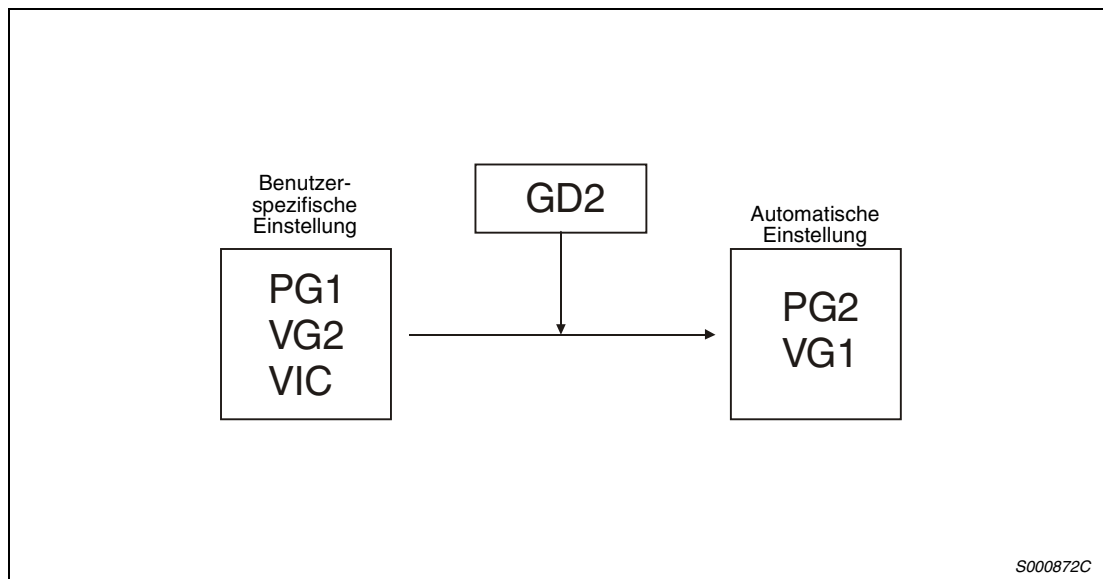 Benutzer-
spezifische
Einstellung
PG1
VG2
VIC
GD2
Automatische
Einstellung
PG2
VG1
S000872C